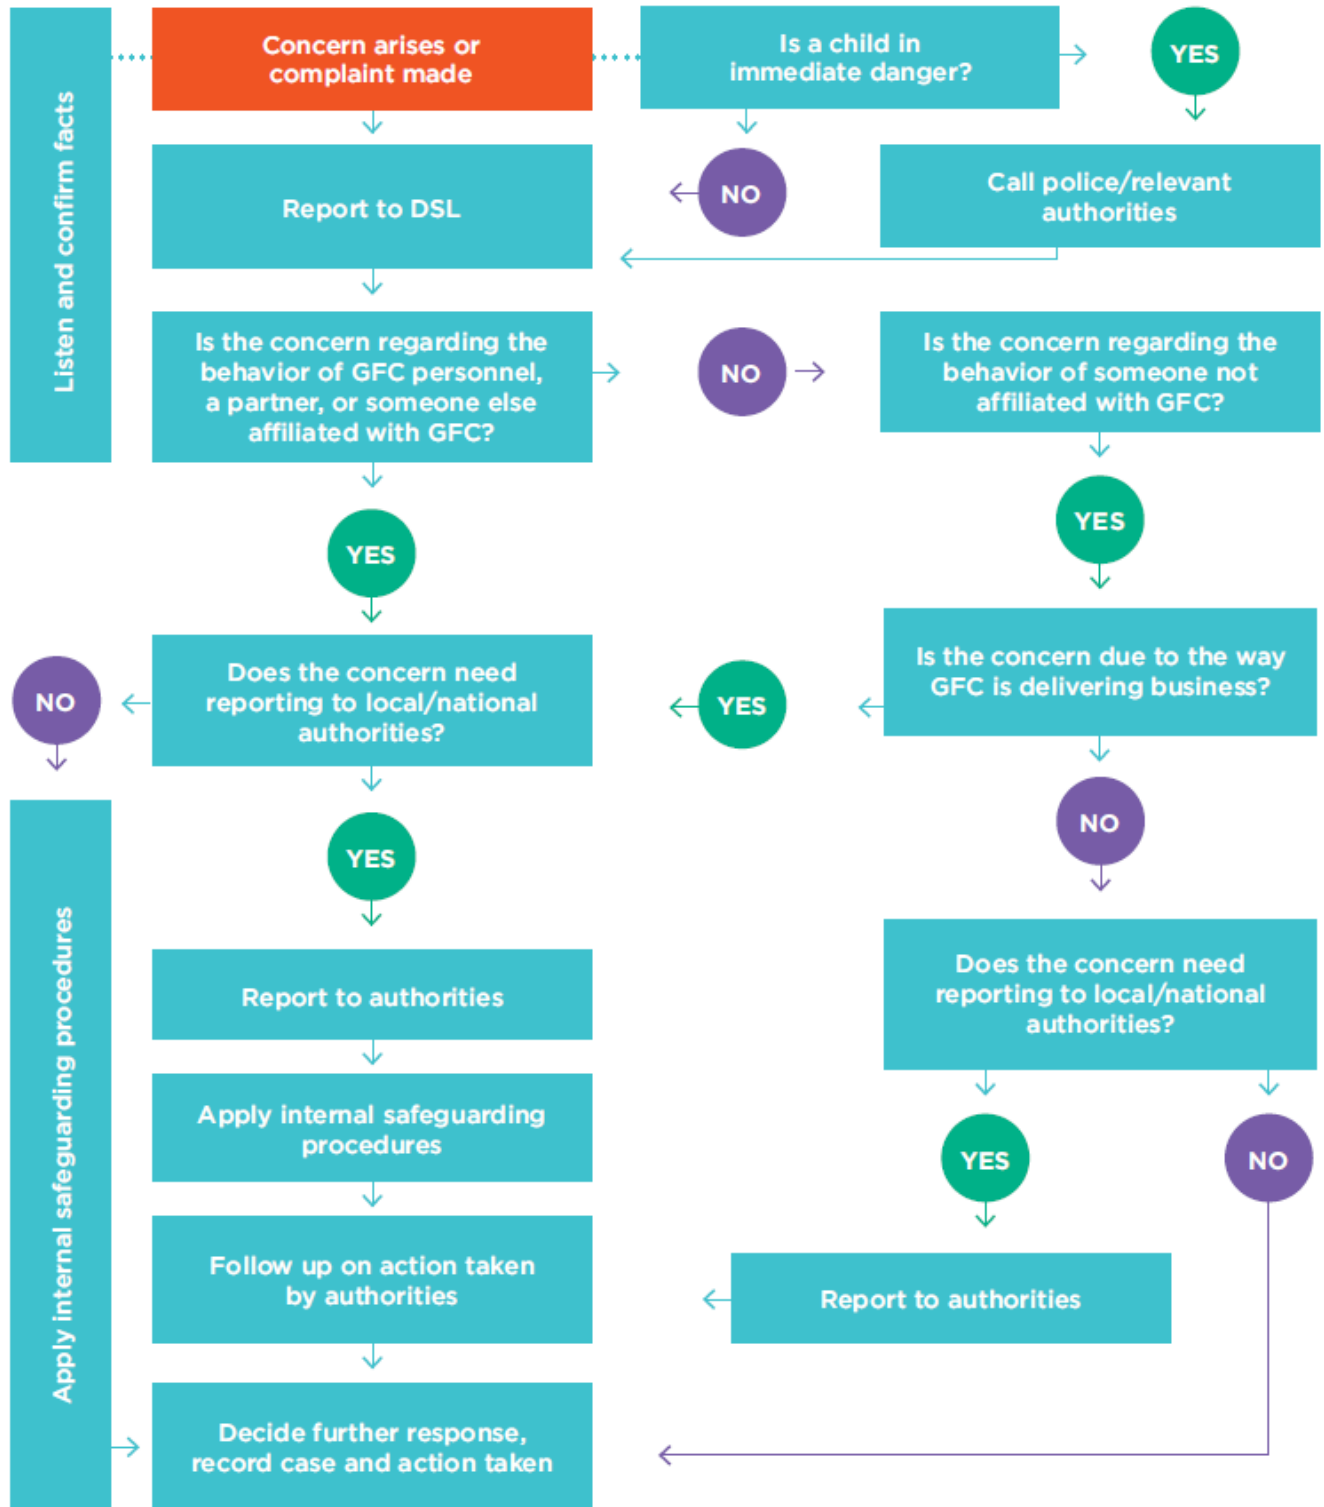 Listen and confirm facts
Concern arises or
complaint made
Is a child in
immediate danger?
YES
Report to DSL
NO
Call police/relevant
authorities
Is the concern regarding the
behavior of GFC personnel,
a partner, or someone else
affiliated with GFC?
NO
Is the concern regarding the
behavior of someone not
affiliated with GFC?
YES
YES
NO
Does the concern need
reporting to local/national
authorities?
YES
Is the concern due to the way
GFC is delivering business?
YES
NO
Apply internal safeguarding procedures
Report to authorities
Does the concern need
reporting to local/national
authorities?
Apply internal safeguarding
procedures
YES
NO
Follow up on action taken
by authorities
Report to authorities
Decide further response,
record case and action taken